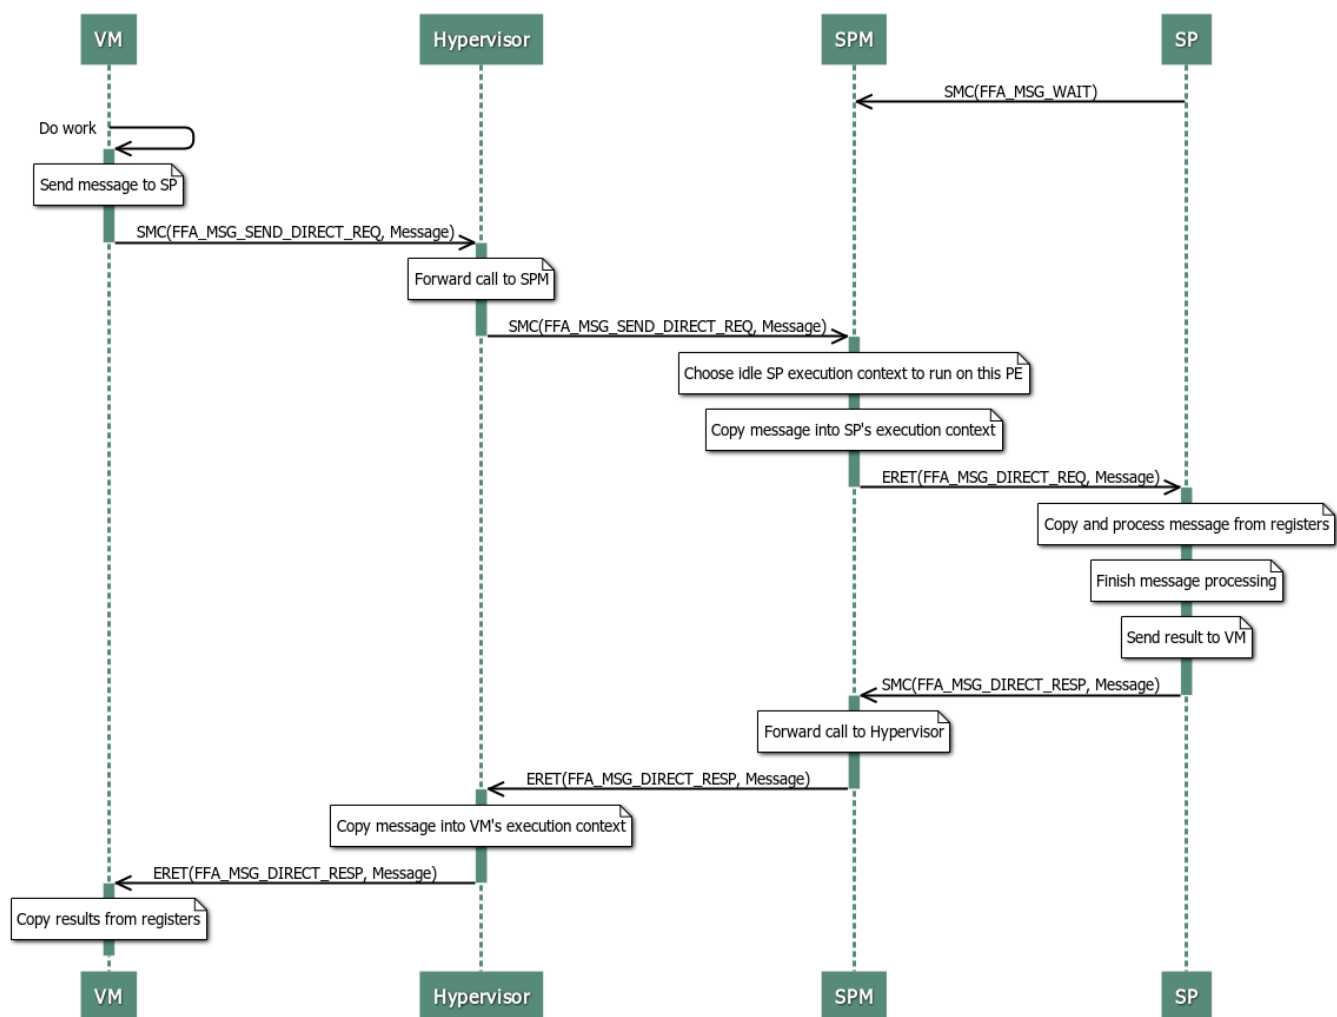 VM
Hypervisor
SPM
SP
SMC(FFA_MSG_WAIT)
Do work
Send message to SP
SMC(FFA_MSG_SEND_DIRECT_REQ, Message)
Forward call to SPM
SMC(FFA_MSG_SEND_DIRECT_REQ, Message)
Choose idle SP execution context to run on this PE
Copy message into SP's execution context
ERET(FFA_MSG_DIRECT_REQ, Message)
Copy and process message from registers
Finish message processing
Send result to VM
SMC(FFA_MSG_DIRECT_RESP, Message)
Forward call to Hypervisor
ERET(FFA_MSG_DIRECT_RESP, Message)
Copy message into VM's execution context
ERET(FFA_MSG_DIRECT_RESP, Message)
Copy results from registers
VM
Hypervisor
SPM
SP